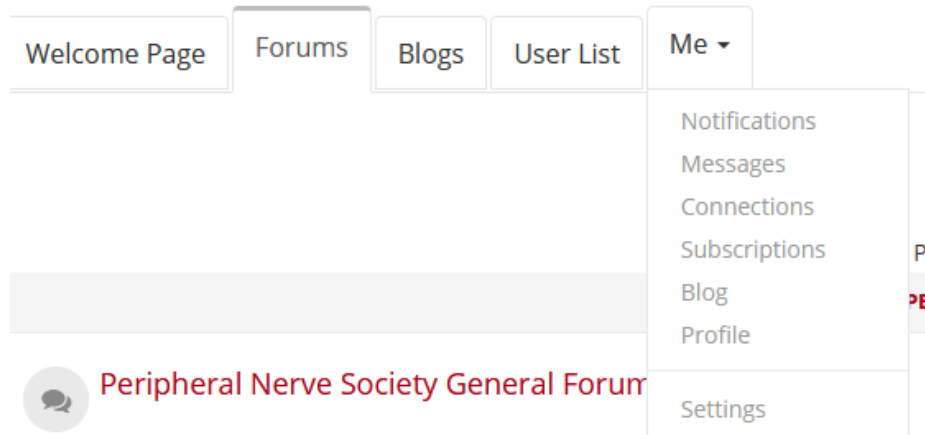 Welcome Page
Forums
Blogs
User List
Me
Notifications
Messages
Connections
Subscriptions
Blog
Profile
Settings
Peripheral Nerve Society General Forum